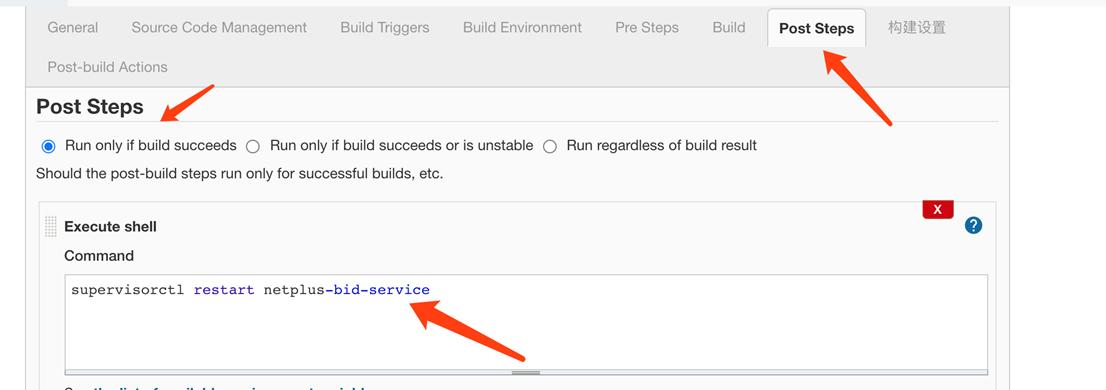 General Source Code Management Build Triggers Build Environment Pre Steps Build Post Steps 构建设置
Post-build Actions
Post Steps
Run only if build succeeds Run only if build succeeds or is unstable Run regardless of build result
Should the post-build steps run only for successful builds, etc.
X
Execute shell ?
Command
supervisorctl restart netplus-bid-service